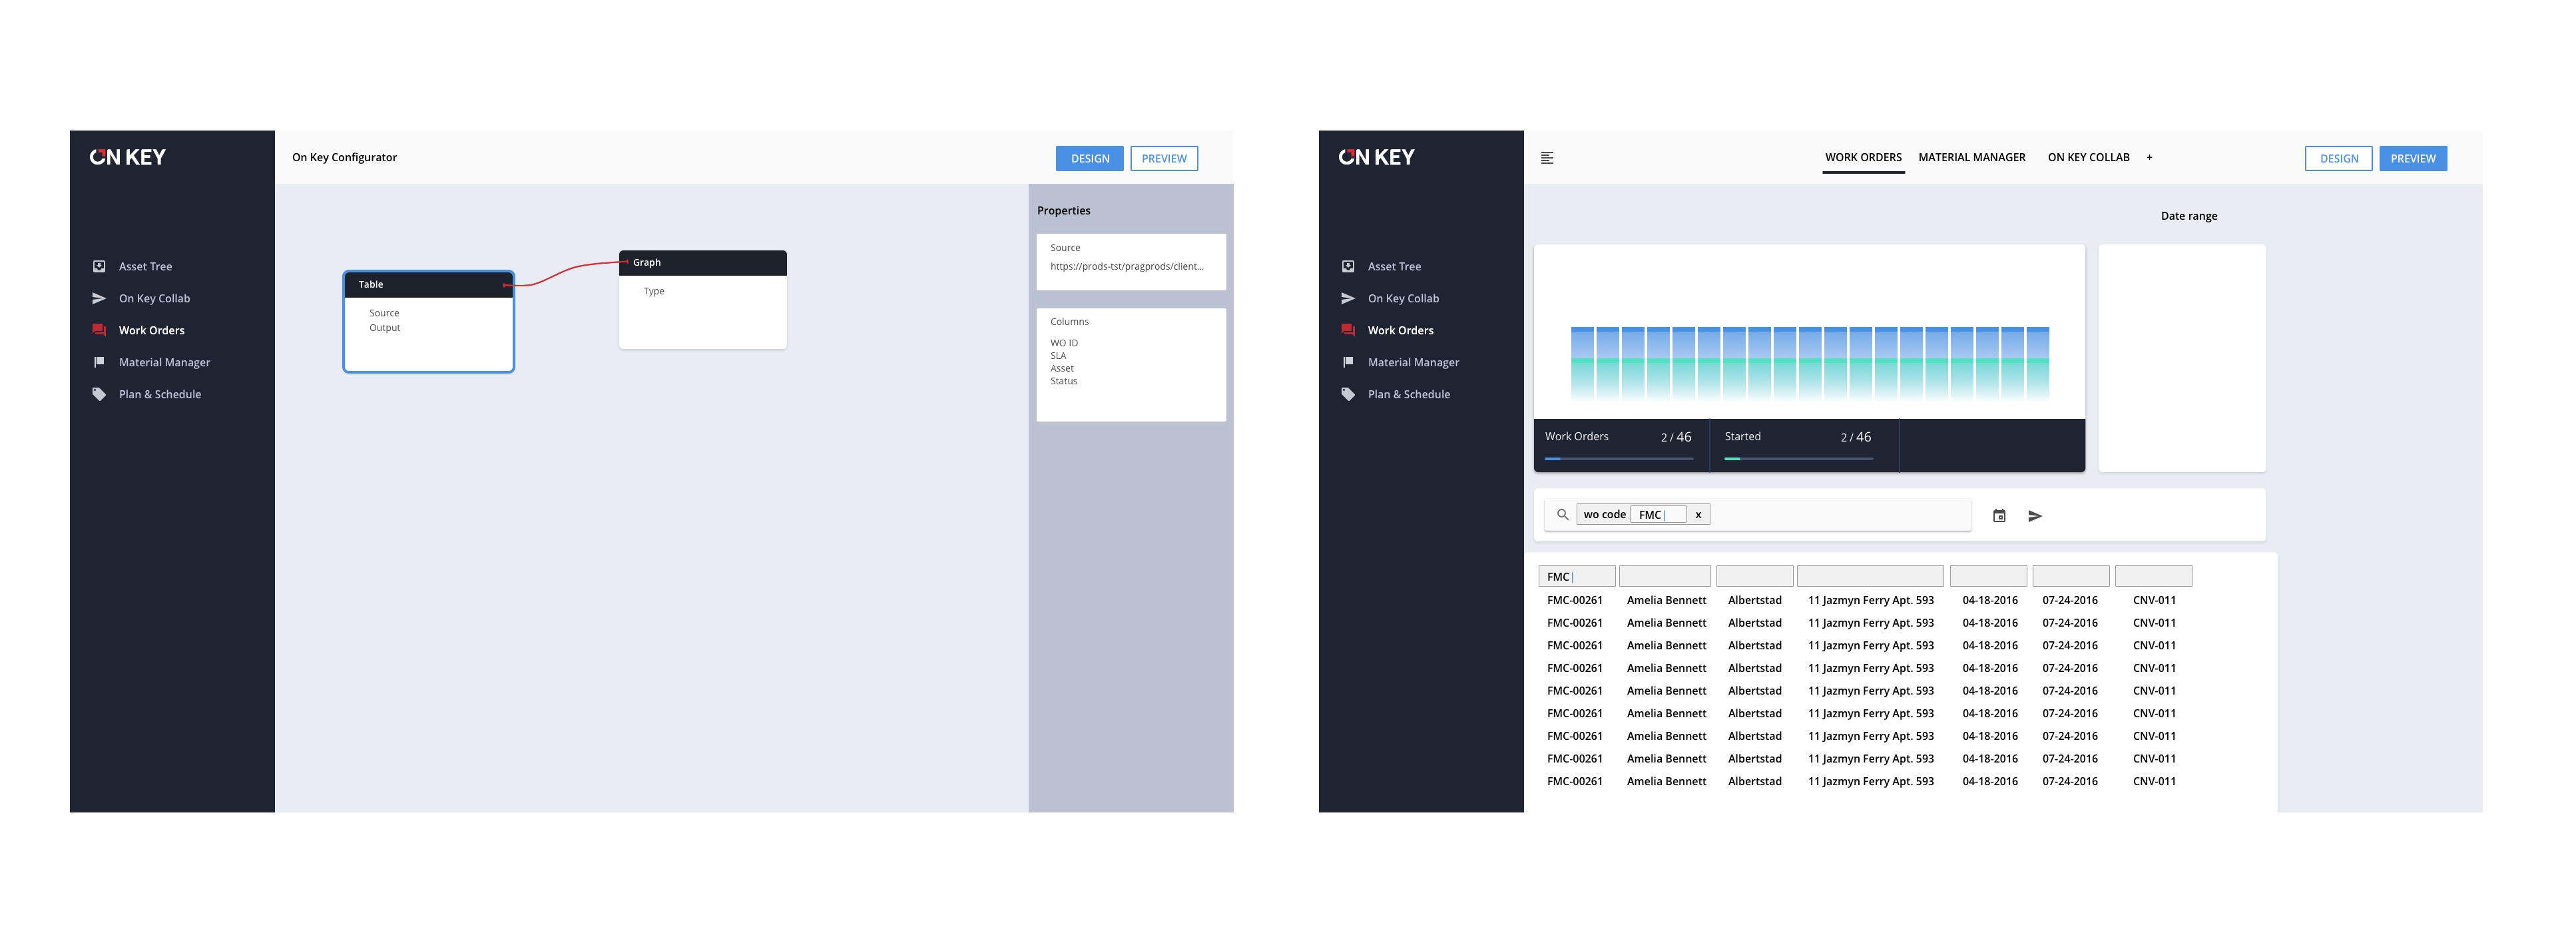 ON KEY
On Key Configurator
DESIGN
PREVIEW
Asset Tree
On Key Collab
Work Orders
Material Manager
Plan & Schedule
Table
Source
Output
Graph
Type
Properties
Source
https://prods-tst/pragprods/client...
Columns
WO ID
SLA
Asset
Status
ON KEY
WORK ORDERS
MATERIAL MANAGER
ON KEY COLLAB
+
DESIGN
PREVIEW
Asset Tree
On Key Collab
Work Orders
Material Manager
Plan & Schedule
Date range
Work Orders 2 / 46
Started 2 / 46
wo code FMC x
FMC
FMC-00261 Amelia Bennett Albertstad 11 Jazmyn Ferry Apt. 593 04-18-2016 07-24-2016 CNV-011
FMC-00261 Amelia Bennett Albertstad 11 Jazmyn Ferry Apt. 593 04-18-2016 07-24-2016 CNV-011
FMC-00261 Amelia Bennett Albertstad 11 Jazmyn Ferry Apt. 593 04-18-2016 07-24-2016 CNV-011
FMC-00261 Amelia Bennett Albertstad 11 Jazmyn Ferry Apt. 593 04-18-2016 07-24-2016 CNV-011
FMC-00261 Amelia Bennett Albertstad 11 Jazmyn Ferry Apt. 593 04-18-2016 07-24-2016 CNV-011
FMC-00261 Amelia Bennett Albertstad 11 Jazmyn Ferry Apt. 593 04-18-2016 07-24-2016 CNV-011
FMC-00261 Amelia Bennett Albertstad 11 Jazmyn Ferry Apt. 593 04-18-2016 07-24-2016 CNV-011
FMC-00261 Amelia Bennett Albertstad 11 Jazmyn Ferry Apt. 593 04-18-2016 07-24-2016 CNV-011
FMC-00261 Amelia Bennett Albertstad 11 Jazmyn Ferry Apt. 593 04-18-2016 07-24-2016 CNV-011